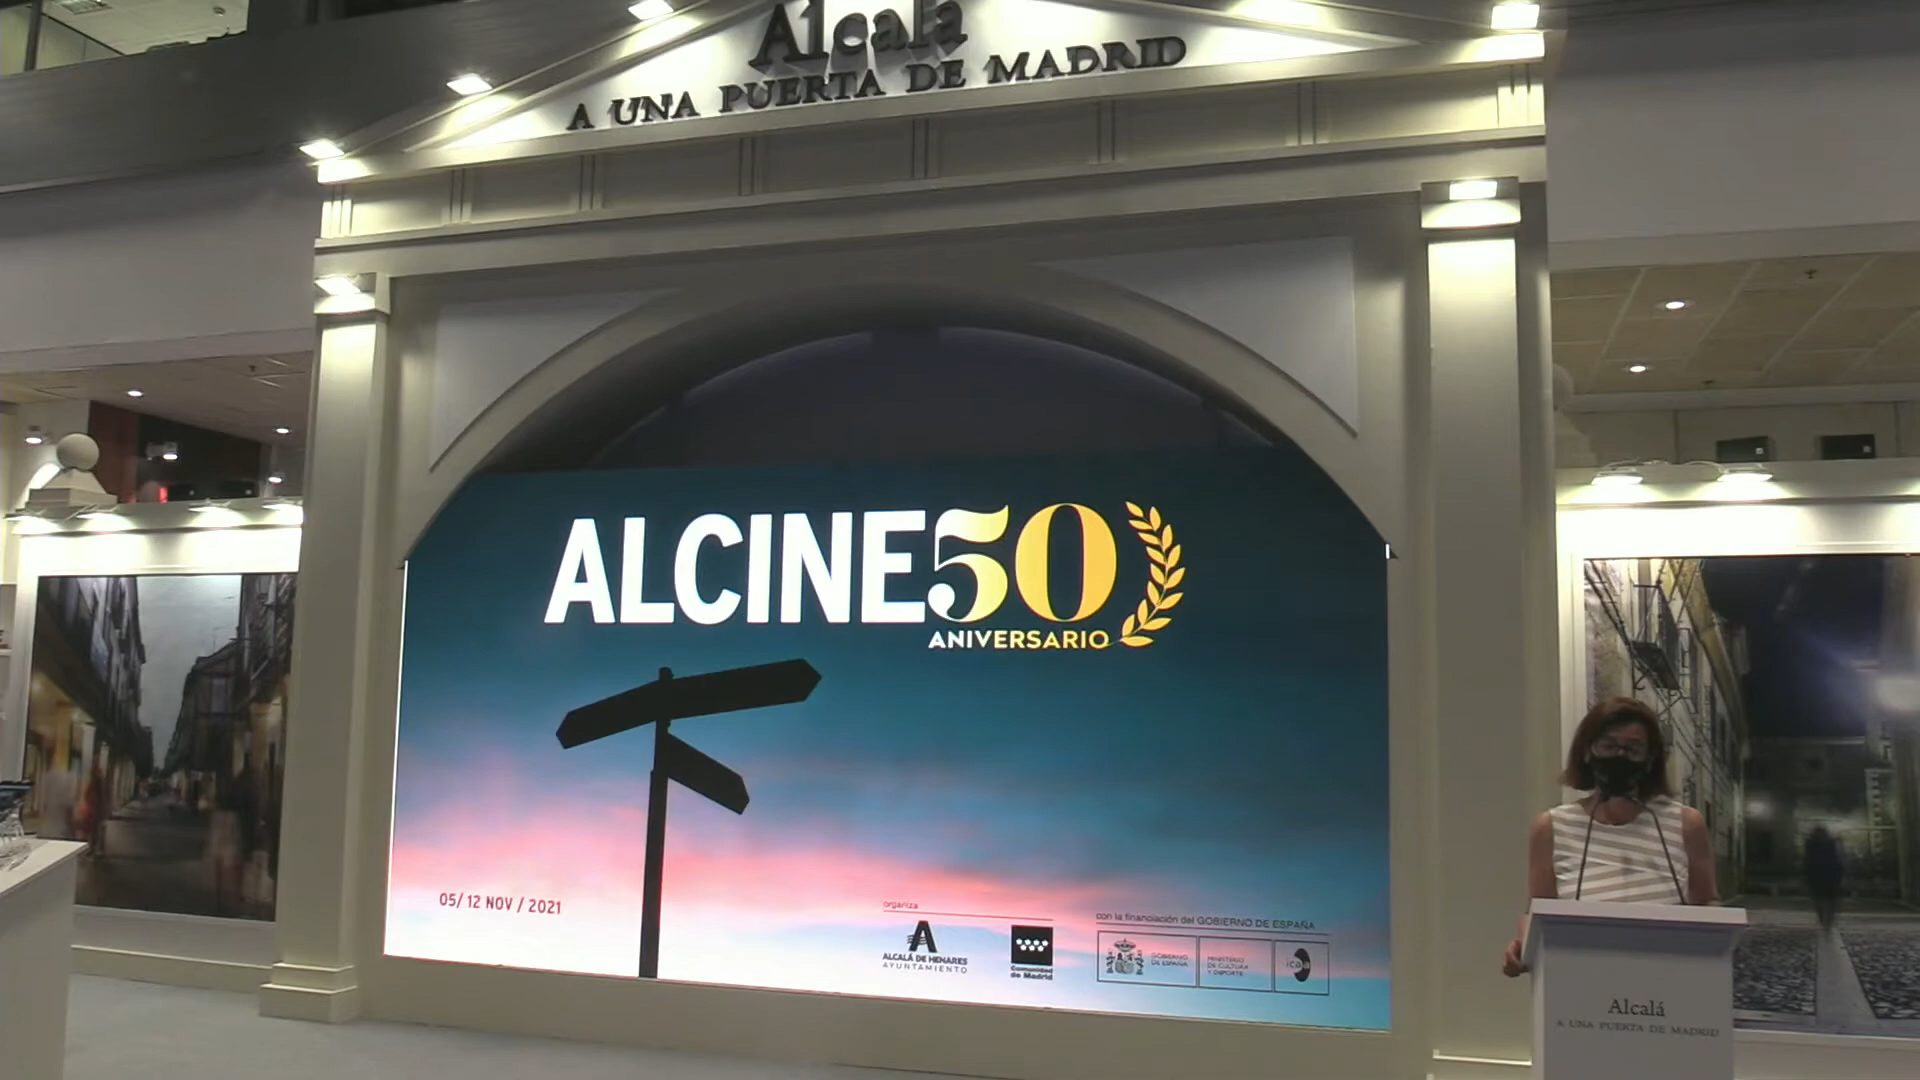 Alcalá
A UNA PUERTA DE MADRID
ALCINE50
ANIVERSARIO
05/ 12 NOV / 2021
organiza
ALCALÁ DE HENARES
AYUNTAMIENTO
Comunidad
de Madrid
con la financiación del GOBIERNO DE ESPAÑA
GOBIERNO
DE ESPAÑA
MINISTERIO
DE CULTURA
Y DEPORTE
icaa
Alcalá
A UNA PUERTA DE MADRID